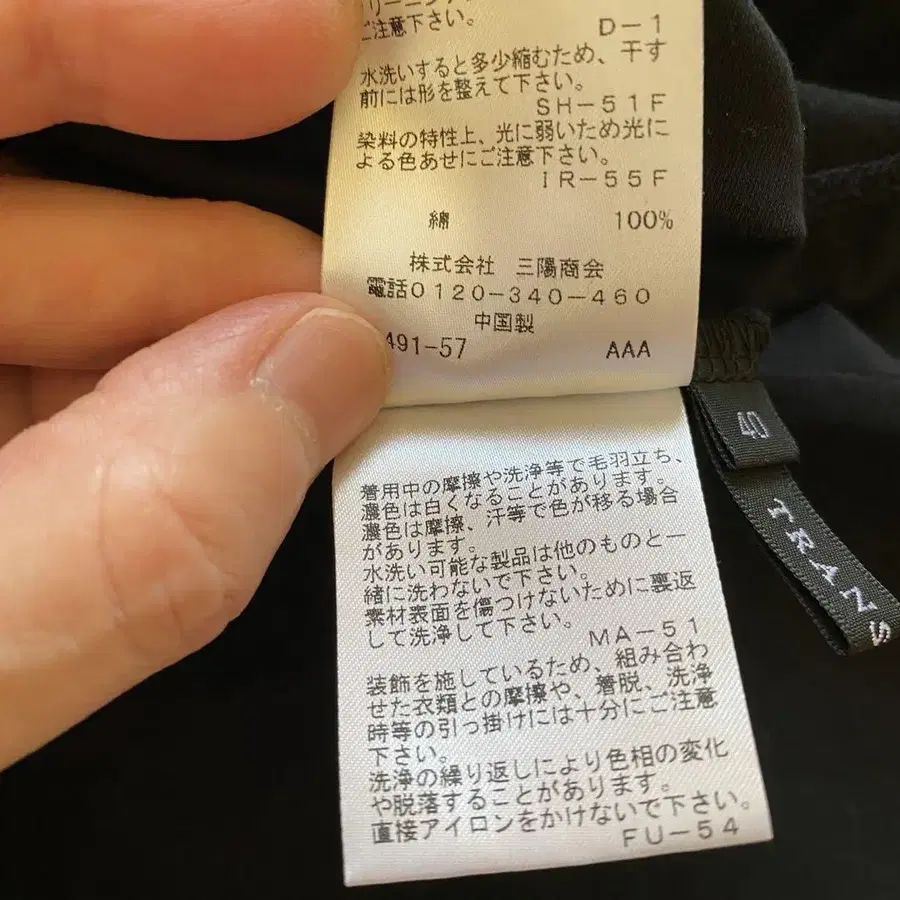 ご注意下さい。
D-1
水洗いすると多少縮むため、干す
前には形を整えて下さい。
SH-51F
染料の特性上、光に弱いため光に
よる色あせにご注意下さい。
IR-55F
綿 100%
株式会社 三陽商会
電話0120-340-460
中国製
491-57 AAA
40
TRANS
着用中の摩擦や洗浄等で毛羽立ち、
濃色は白くなることがあります。
濃色は摩擦、汗等で色が移る場合
があります。
水洗い可能な製品は他のものと一
緒に洗わないで下さい。
素材表面を傷つけないために裏返
して洗浄して下さい。
MA-51
装飾を施しているため、組み合わ
せた衣類との摩擦や、着脱、洗浄
時等の引っ掛けには十分にご注意
下さい。
洗浄の繰り返しにより色相の変化
や脱落することがあります。
直接アイロンをかけないで下さい。
FU-54